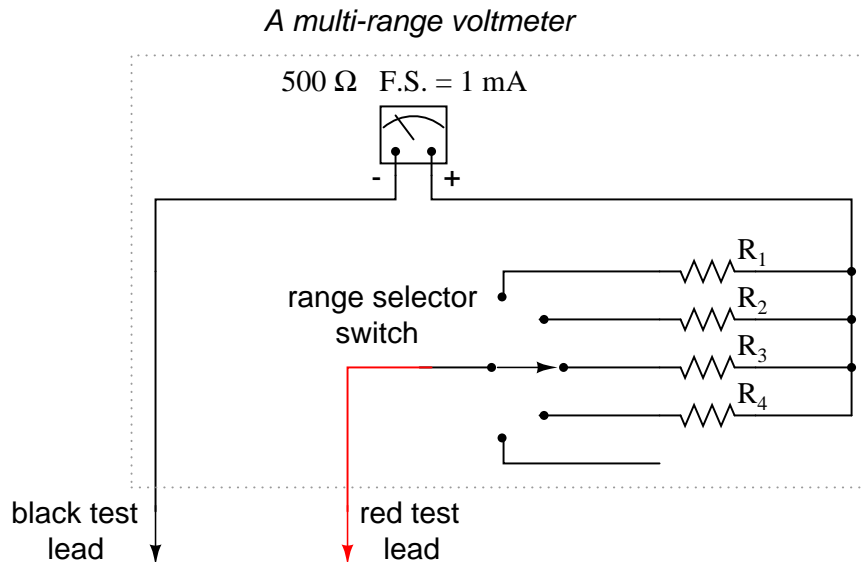 A multi-range voltmeter
500 Ω F.S. = 1 mA
- +
R₁
range selector
switch
R₂
R₃
R₄
black test
lead
red test
lead